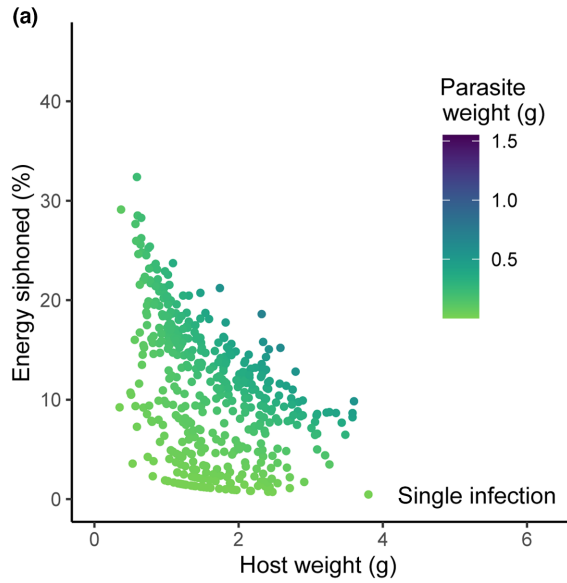 (a)
Energy siphoned (%)
40
30
20
10
0
Parasite
weight (g)
1.5
1.0
0.5
Single infection
0
2
4
6
Host weight (g)